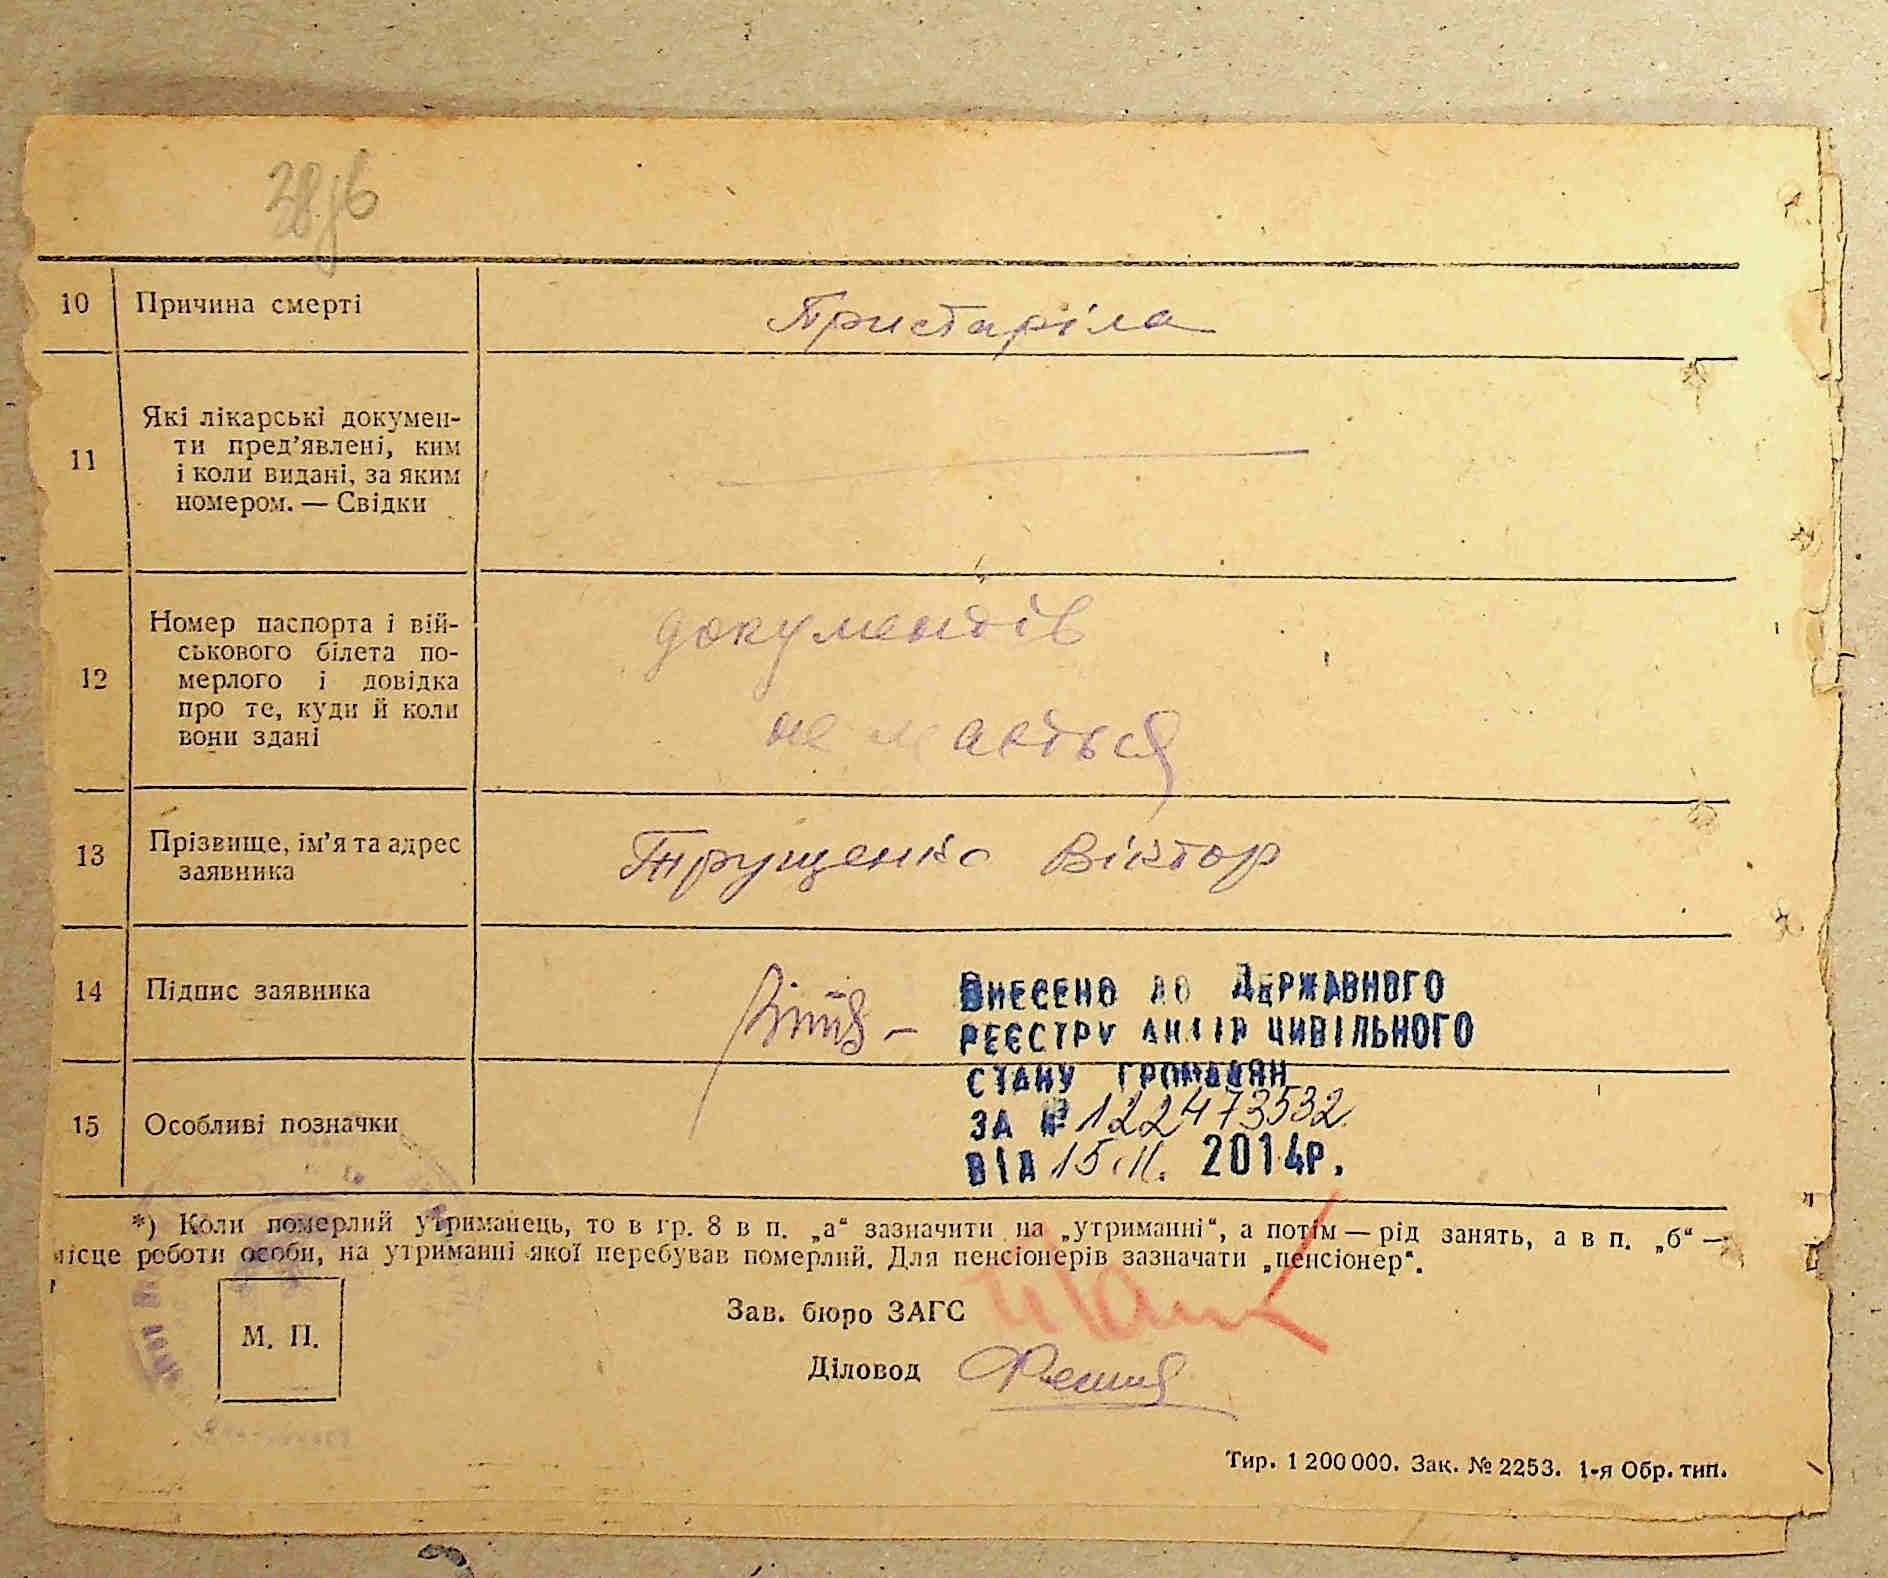 10 Причина смерті Пристаріла
11 Які лікарські докумен-
ти пред'явлені, ким
і коли видані, за яким
номером. — Свідки
12 Номер паспорта і вій-
ськового білета по-
мерлого і довідка
про те, куди й коли
вони здані
документів
не мається
13 Прізвище, ім'я та адрес
заявника
Трущенко Віктор
14 Підпис заявника
Внесено до Державного
реєстру актів цивільного
стану громадян
за № 122473532
від 15.11. 2014р.
15 Особливі позначки
*) Коли померлий утриманець, то в гр. 8 в п. „а“ зазначити на „утриманні“, а потім — рід занять, а в п. „б“ —
місце роботи особи, на утриманні якої перебував померлий. Для пенсіонерів зазначати „пенсіонер“.
М. П.
Зав. бюро ЗАГС
Діловод
Тир. 1 200 000. Зак. № 2253. 1-я Обр. тип.